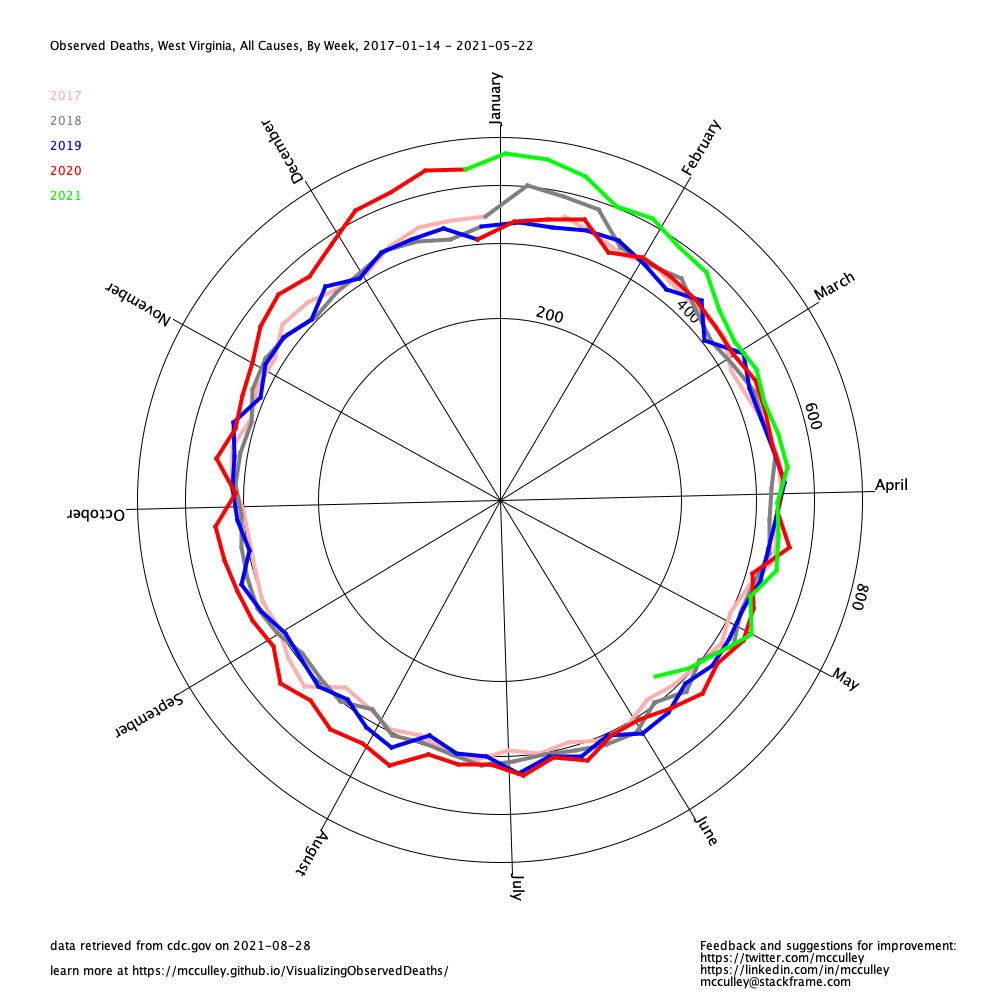 Observed Deaths, West Virginia, All Causes, By Week, 2017-01-14 - 2021-05-22
2017
2018
2019
2020
2021
January
February
March
April
May
June
July
August
September
October
November
December
200
400
600
800
data retrieved from cdc.gov on 2021-08-28
learn more at https://mcculley.github.io/VisualizingObservedDeaths/
Feedback and suggestions for improvement:
https://twitter.com/mcculley
https://linkedin.com/in/mcculley
mcculley@stackframe.com